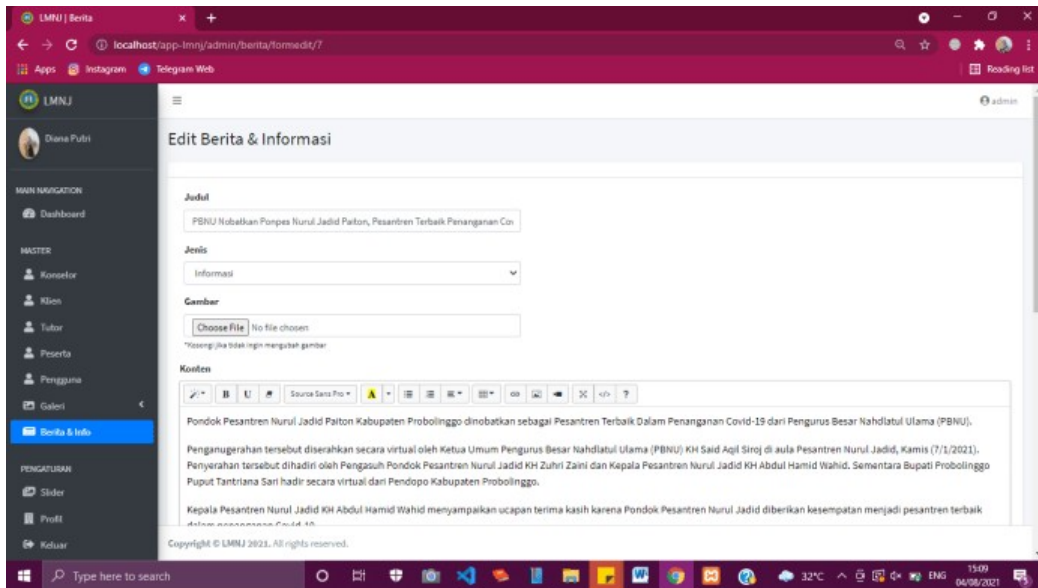 LMNJ | Berita
localhost/app-lmnj/admin/berita/formedit/7
Apps Instagram Telegram Web Reading list
LMNJ
admin
Diana Putri
Edit Berita & Informasi
MAIN NAVIGATION
Dashboard
MASTER
Konselor
Klien
Tutor
Peserta
Pengguna
Galeri
Berita & Info
PENGATURAN
Slider
Profil
Keluar
Judul
PBNU Nobatkan Ponpes Nurul Jadid Paiton, Pesantren Terbaik Penanganan Cov
Jenis
Informasi
Gambar
Choose File No file chosen
*Kosongi jika tidak ingin mengubah gambar
Konten
B U Source Sans Pro A ?
Pondok Pesantren Nurul Jadid Paiton Kabupaten Probolinggo dinobatkan sebagai Pesantren Terbaik Dalam Penanganan Covid-19 dari Pengurus Besar Nahdlatul Ulama (PBNU).
Penganugerahan tersebut diserahkan secara virtual oleh Ketua Umum Pengurus Besar Nahdlatul Ulama (PBNU) KH Said Aqil Siroj di aula Pesantren Nurul Jadid, Kamis (7/1/2021).
Penyerahan tersebut dihadiri oleh Pengasuh Pondok Pesantren Nurul Jadid KH Zuhri Zaini dan Kepala Pesantren Nurul Jadid KH Abdul Hamid Wahid. Sementara Bupati Probolinggo
Puput Tantriana Sari hadir secara virtual dari Pendopo Kabupaten Probolinggo.
Kepala Pesantren Nurul Jadid KH Abdul Hamid Wahid menyampaikan ucapan terima kasih karena Pondok Pesantren Nurul Jadid diberikan kesempatan menjadi pesantren terbaik
dalam penanganan Covid-19
Copyright © LMNJ 2021. All rights reserved.
Type here to search
32°C ENG 15:09
04/08/2021